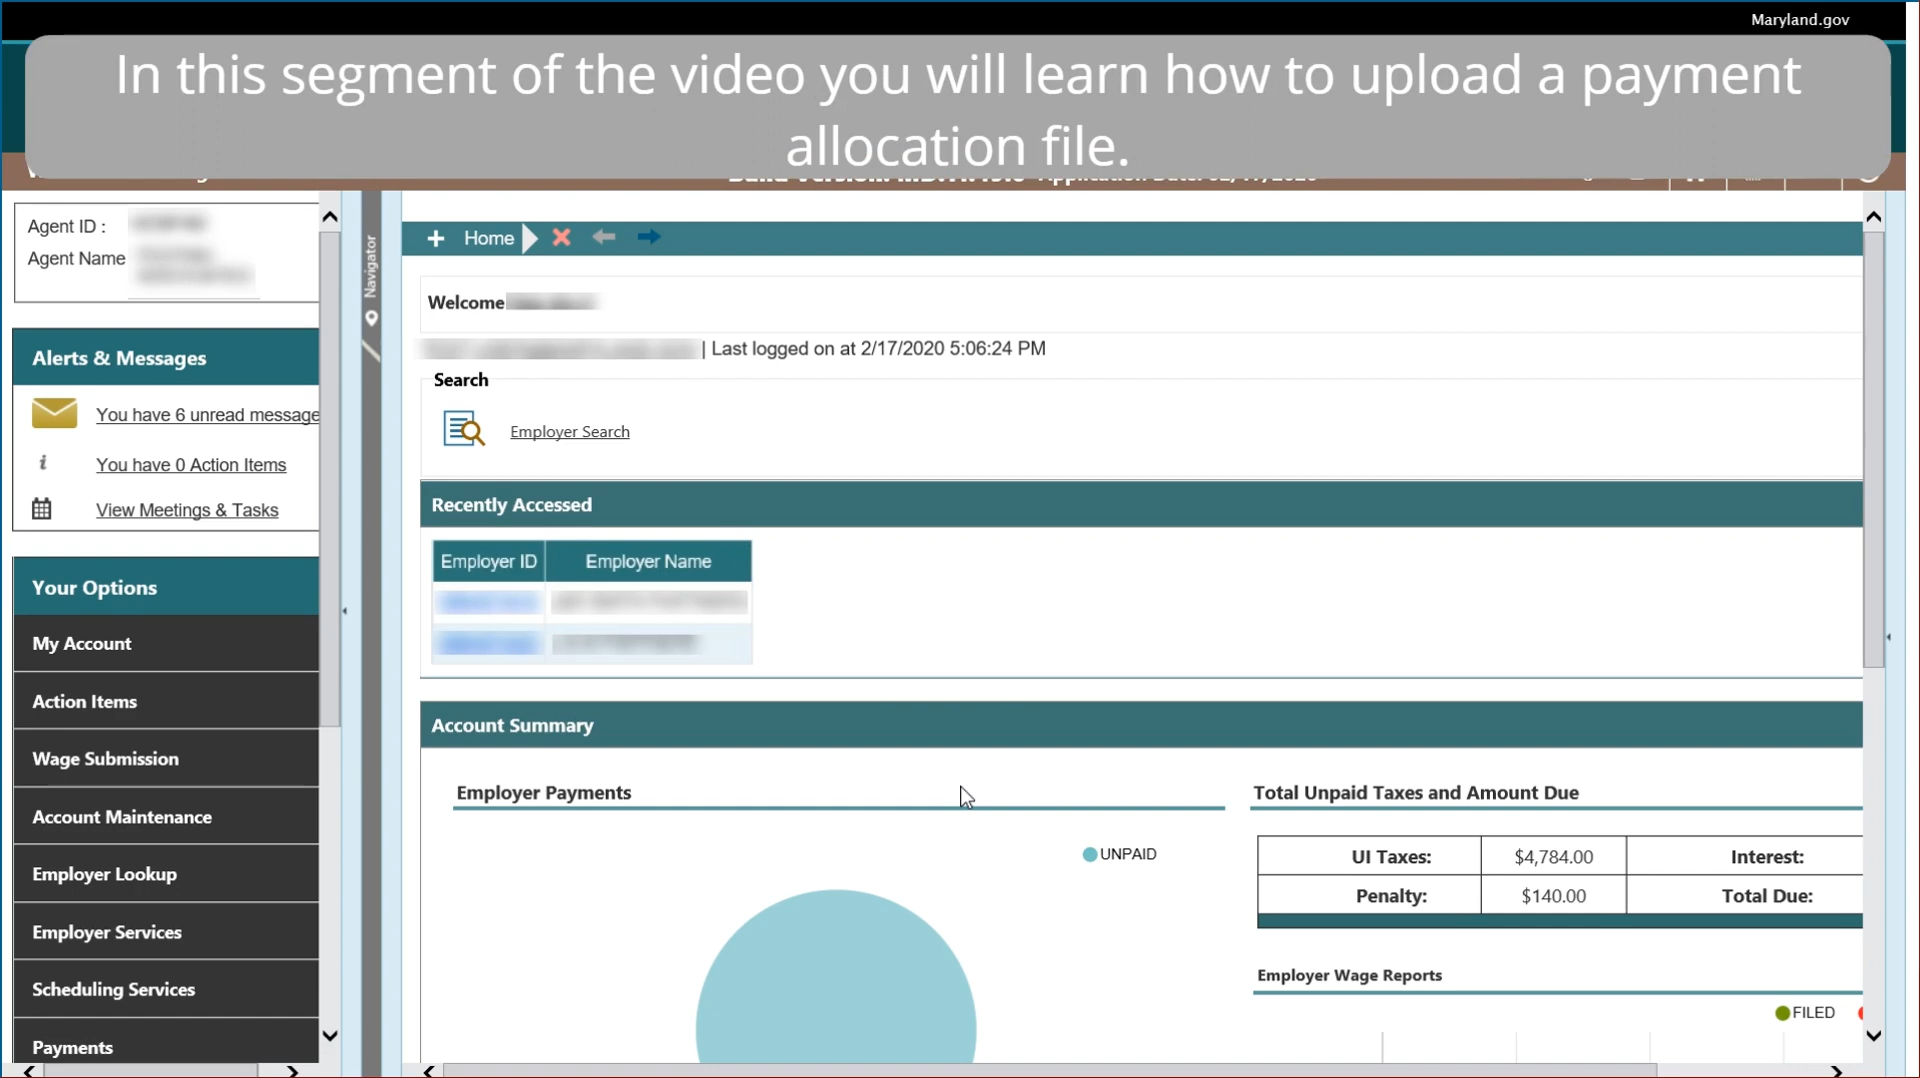 Maryland.gov
In this segment of the video you will learn how to upload a payment
allocation file.
Agent ID :
Agent Name
Navigator
Home
Welcome
| Last logged on at 2/17/2020 5:06:24 PM
Search
Employer Search
Alerts & Messages
You have 6 unread message
You have 0 Action Items
View Meetings & Tasks
Recently Accessed
Employer ID Employer Name
Your Options
My Account
Action Items
Wage Submission
Account Maintenance
Employer Lookup
Employer Services
Scheduling Services
Payments
Account Summary
Employer Payments
UNPAID
Total Unpaid Taxes and Amount Due
UI Taxes: $4,784.00 Interest:
Penalty: $140.00 Total Due:
Employer Wage Reports
FILED